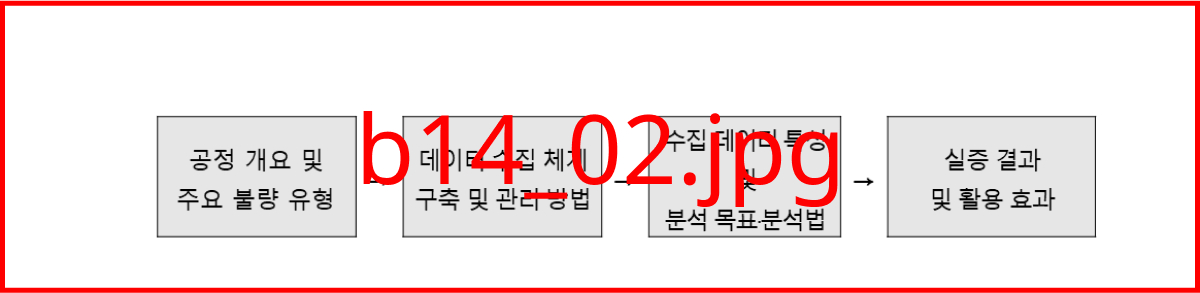 공정 개요 및
주요 불량 유형
→
데이터 수집 체계
구축 및 관리 방법
→
수집 데이터 특성
및
분석 목표·분석법
→
실증 결과
및 활용 효과
b14_02.jpg